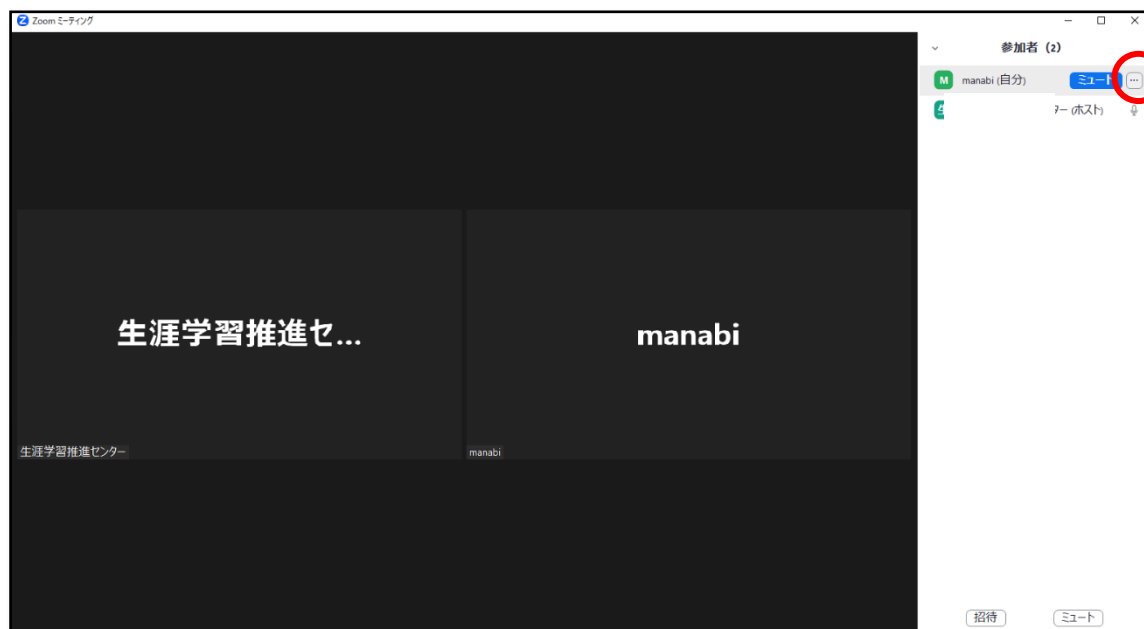 Zoom ミーティング
参加者 (2)
M manabi (自分) ミュート ...
ター (ホスト)
生涯学習推進セ...
manabi
生涯学習推進センター
manabi
招待 ミュート